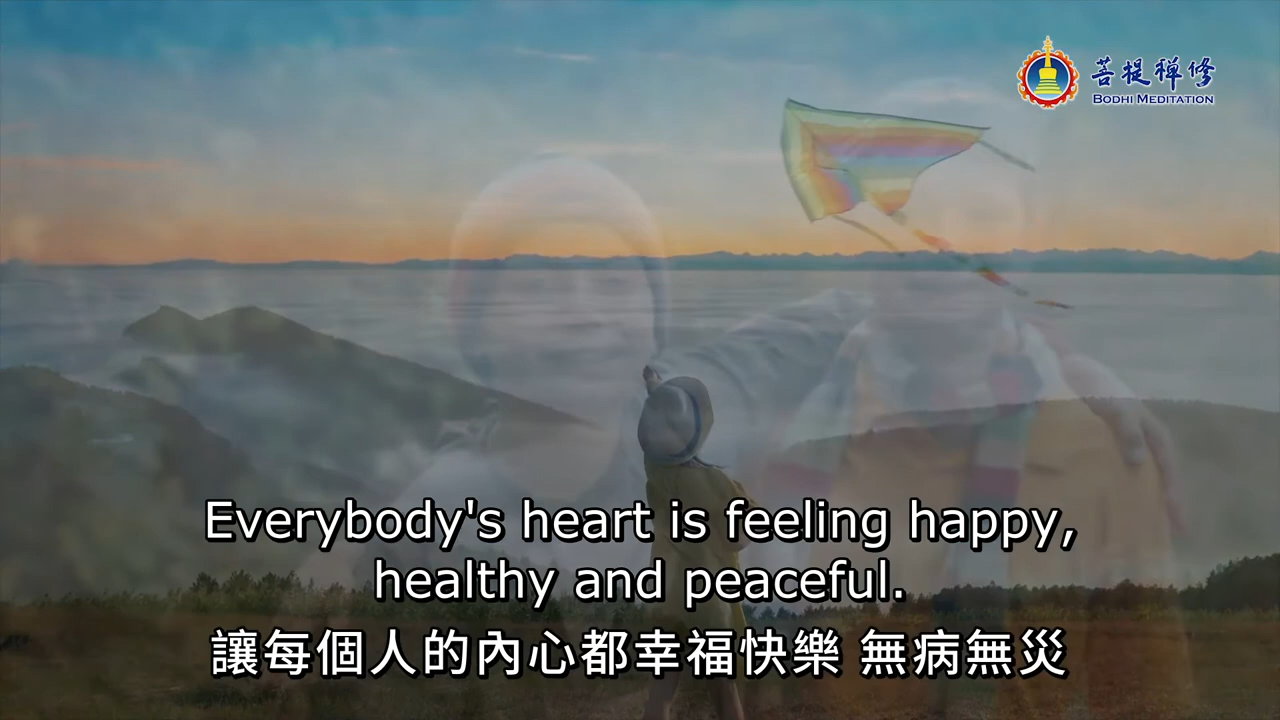 菩提禪修
BODHI MEDITATION
Everybody's heart is feeling happy,
healthy and peaceful.
讓每個人的內心都幸福快樂 無病無災